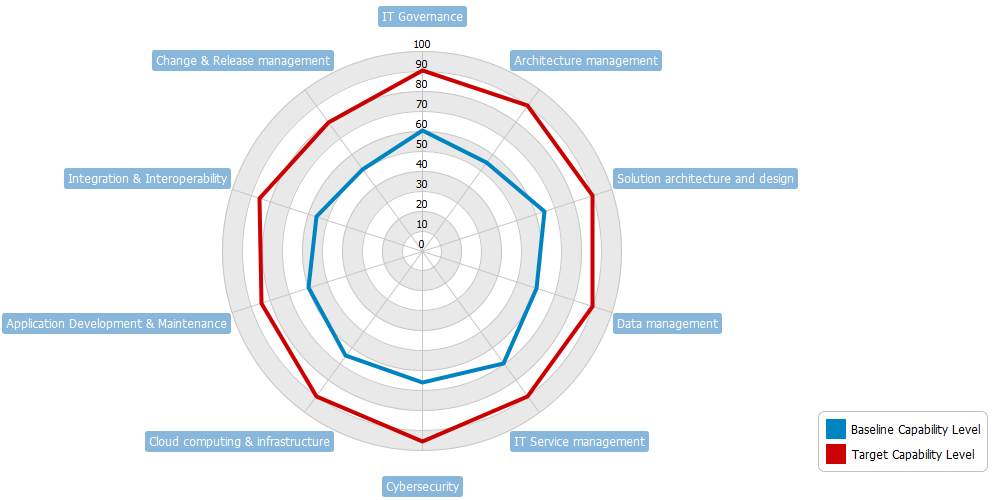 IT Governance
Change & Release management
Architecture management
100
90
80
70
60
50
40
30
20
10
0
Integration & Interoperability
Solution architecture and design
Application Development & Maintenance
Data management
Cloud computing & infrastructure
IT Service management
Cybersecurity
Baseline Capability Level
Target Capability Level